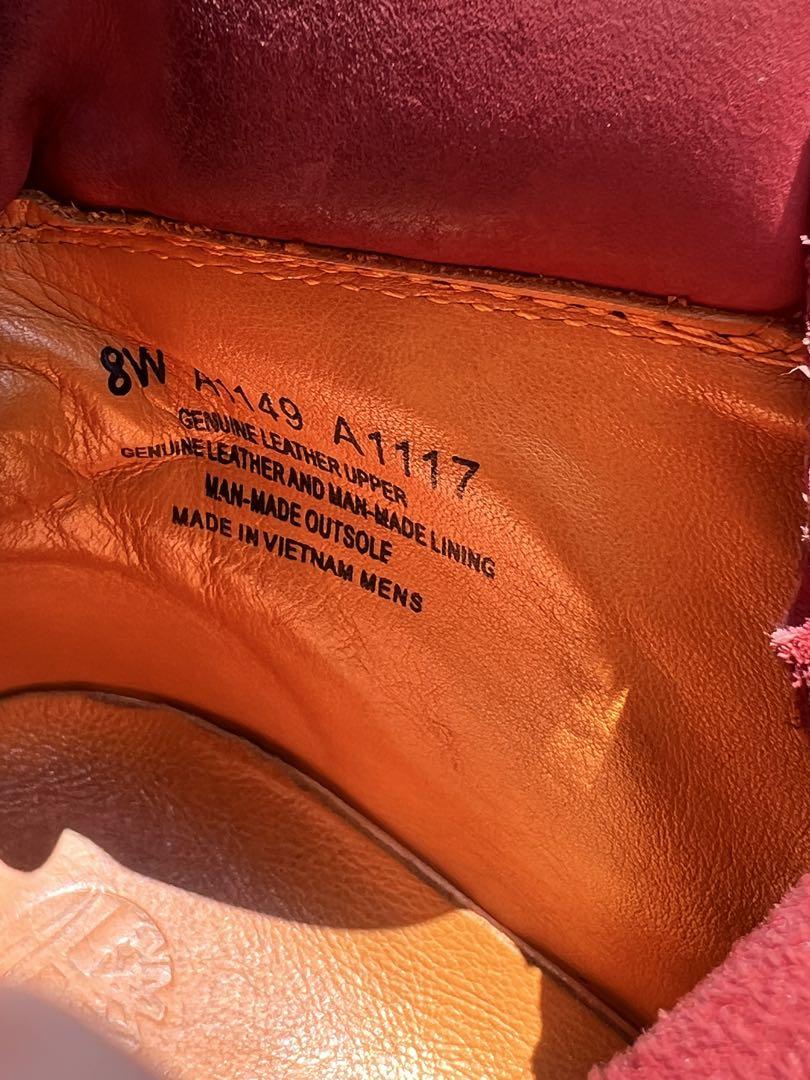 8W A1149 A1117
GENUINE LEATHER UPPER
GENUINE LEATHER AND MAN-MADE LINING
MAN-MADE OUTSOLE
MADE IN VIETNAM MENS